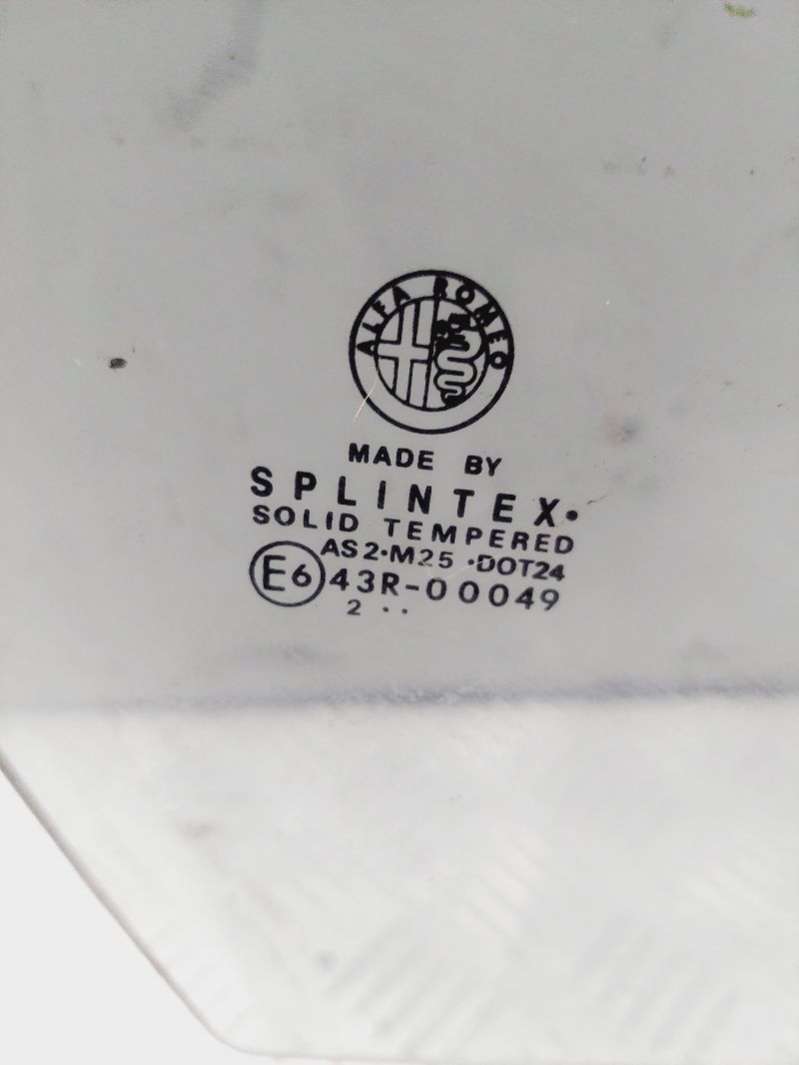 ALFA ROMEO
MADE BY
SPLINTEX•
SOLID TEMPERED
AS2•M25 •DOT24
E6 43R-00049
2 ··